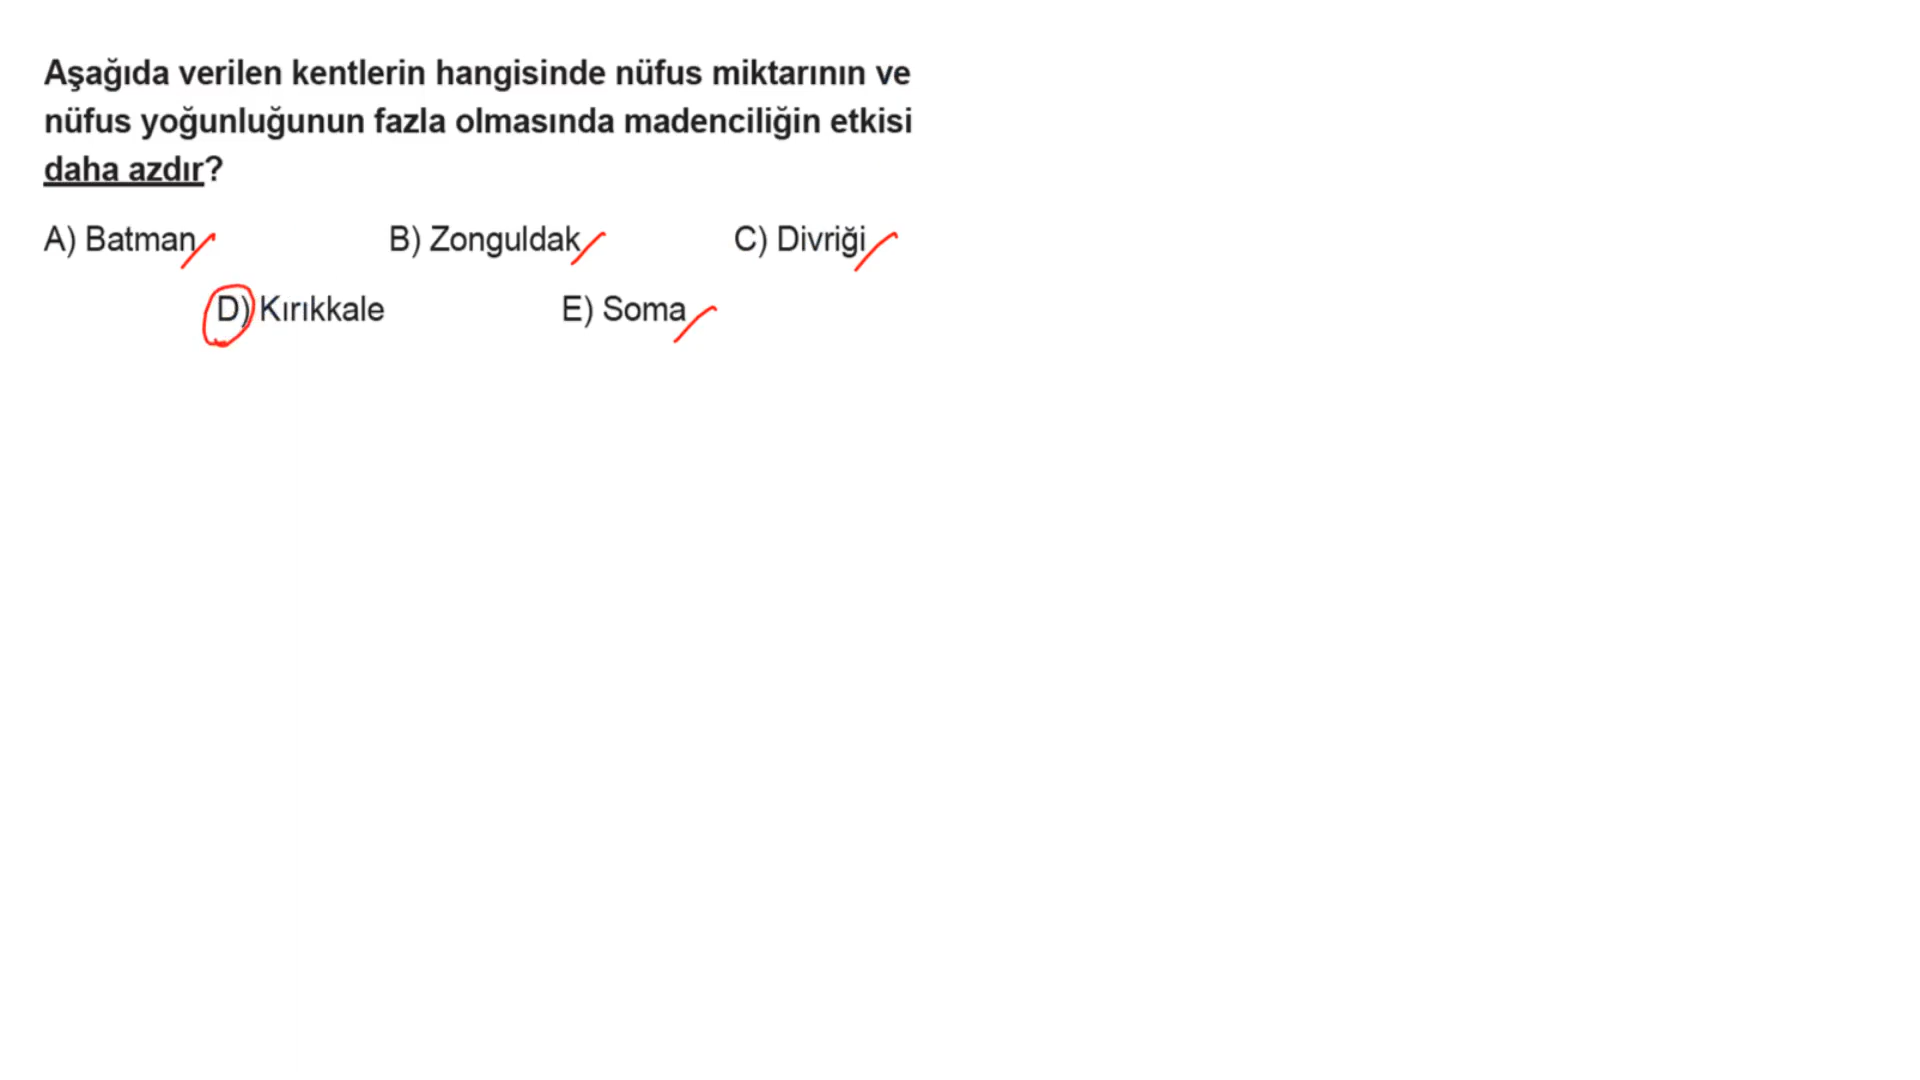 Aşağıda verilen kentlerin hangisinde nüfus miktarının ve
nüfus yoğunluğunun fazla olmasında madenciliğin etkisi
daha azdır?
A) Batman B) Zonguldak C) Divriği
D) Kırıkkale E) Soma